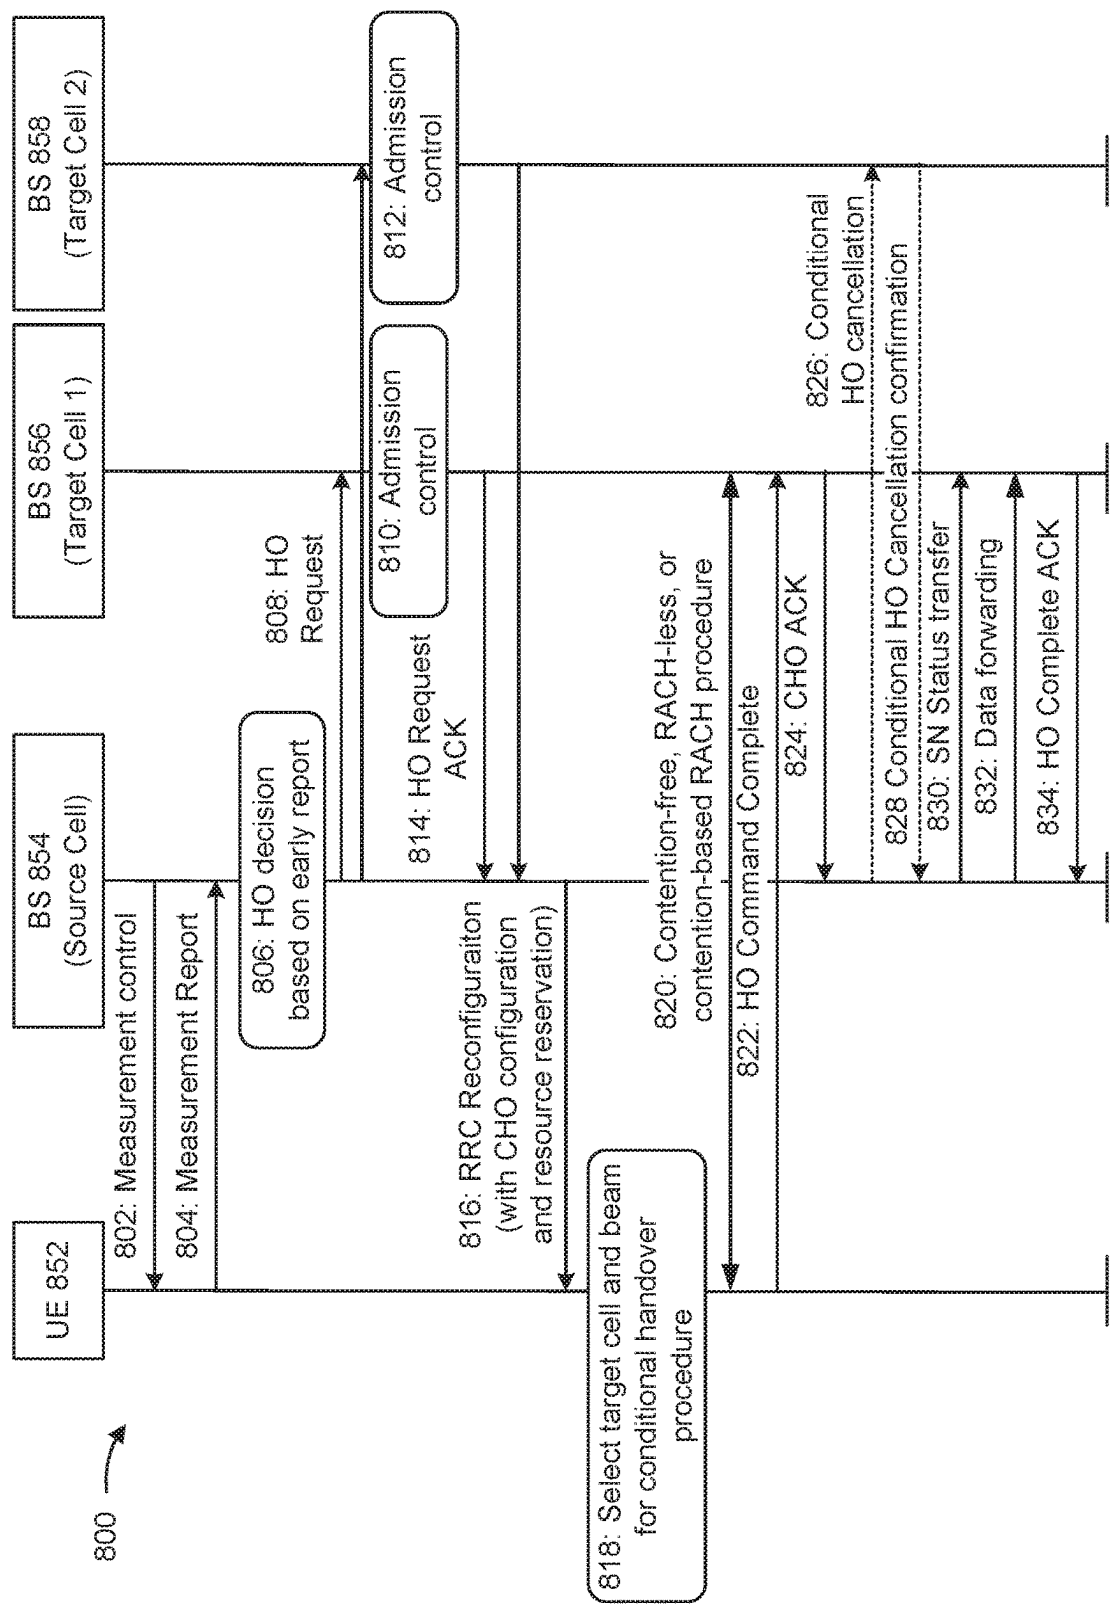 800
UE 852
BS 854
(Source Cell)
BS 856
(Target Cell 1)
BS 858
(Target Cell 2)
802: Measurement control
804: Measurement Report
806: HO decision
based on early report
808: HO
Request
810: Admission
control
812: Admission
control
814: HO Request
ACK
816: RRC Reconfiguraiton
(with CHO configuration
and resource reservation)
818: Select target cell and beam
for conditional handover
procedure
820: Contention-free, RACH-less, or
contention-based RACH procedure
822: HO Command Complete
824: CHO ACK
826: Conditional
HO cancellation
828 Conditional HO Cancellation confirmation
830: SN Status transfer
832: Data forwarding
834: HO Complete ACK